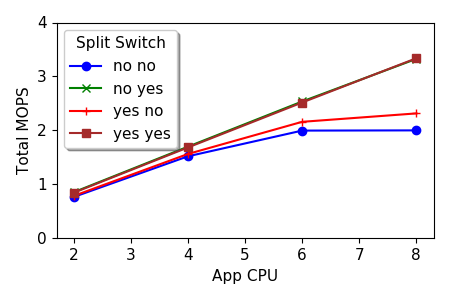 4
3
2
1
0
Total MOPS
Split Switch
no no
no yes
yes no
yes yes
2 3 4 5 6 7 8
App CPU